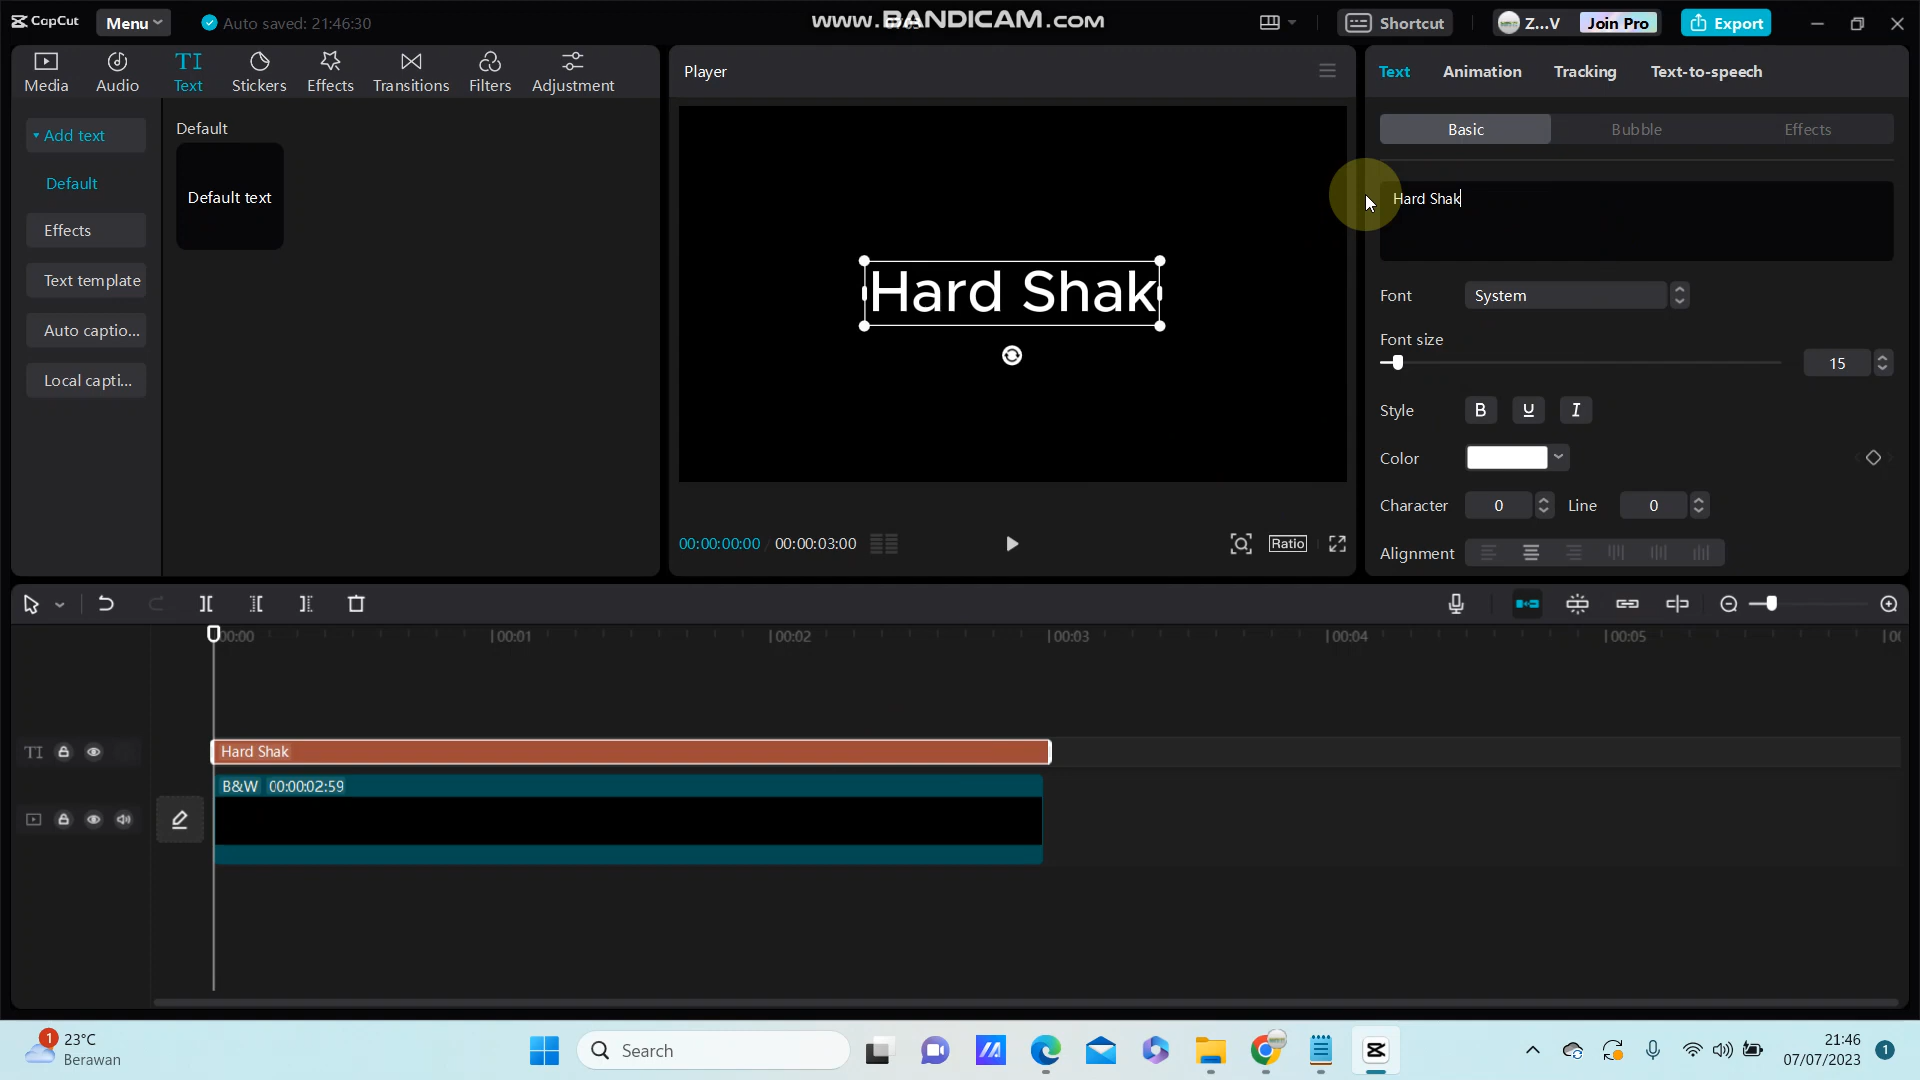 CapCut
Menu
Auto saved: 21:46:30
www.BANDICAM.com
Shortcut
Z...V
Join Pro
Export
Media
Audio
TI
Text
Stickers
Effects
Transitions
Filters
Adjustment
Player
Text
Animation
Tracking
Text-to-speech
Add text
Default
Effects
Text template
Auto captio...
Local capti...
Default
Default text
Hard Shak
Basic
Bubble
Effects
Hard Shak
Font
System
Font size
15
Style
B
U
I
Color
Character
0
Line
0
Alignment
00:00:00:00
00:00:03:00
Ratio
00:00
00:01
00:02
00:03
00:04
00:05
TI
Hard Shak
B&W 00:00:02:59
1
23°C
Berawan
Search
21:46
07/07/2023
1